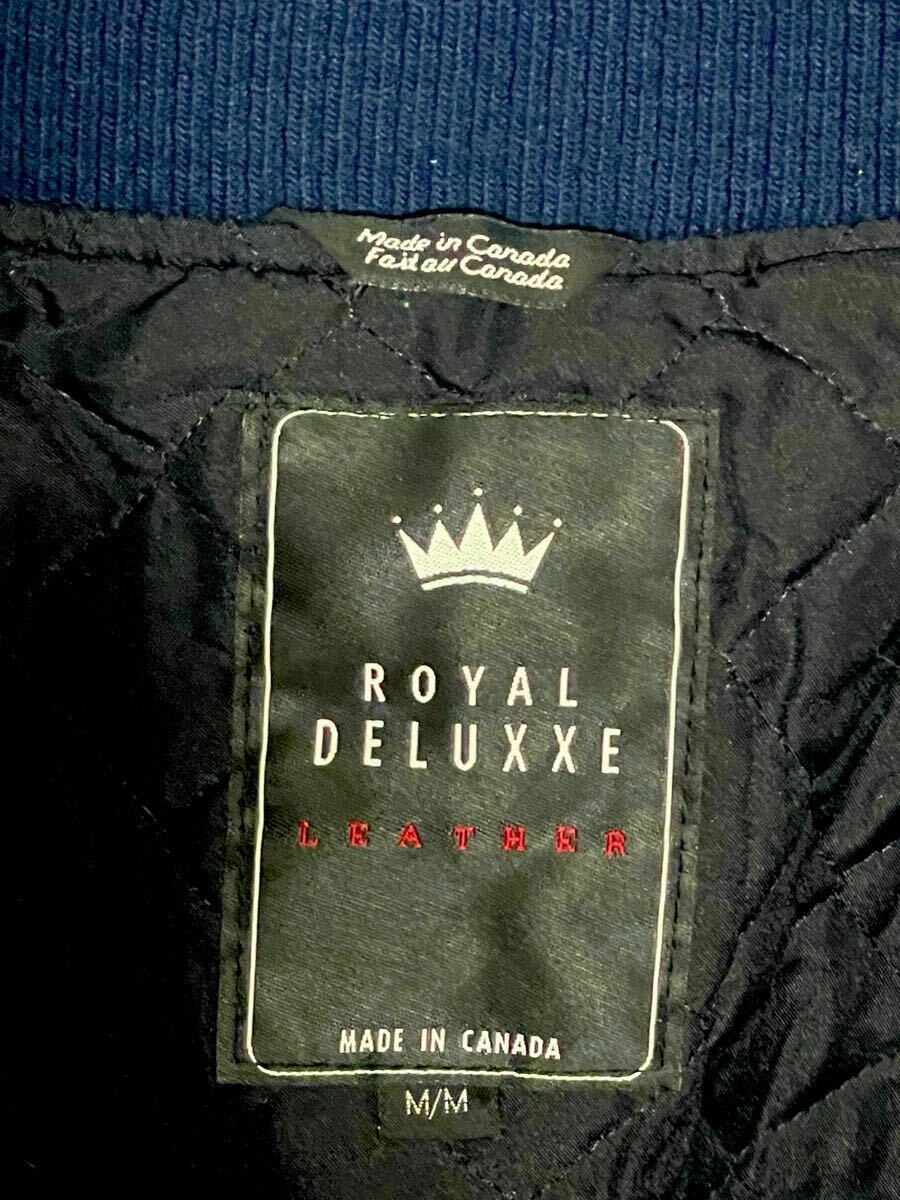 Made in Canada
Fait au Canada
ROYAL
DELUXXE
LEATHER
MADE IN CANADA
M/M